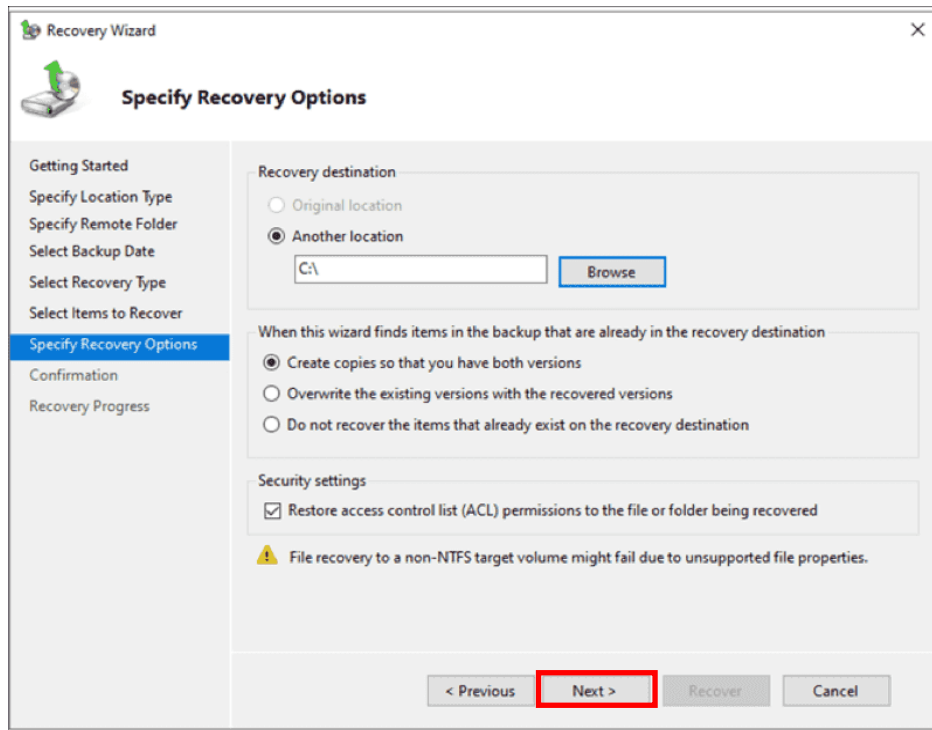 Recovery Wizard
Specify Recovery Options
Getting Started
Specify Location Type
Specify Remote Folder
Select Backup Date
Select Recovery Type
Select Items to Recover
Specify Recovery Options
Confirmation
Recovery Progress
Recovery destination
Original location
Another location
C:\
Browse
When this wizard finds items in the backup that are already in the recovery destination
Create copies so that you have both versions
Overwrite the existing versions with the recovered versions
Do not recover the items that already exist on the recovery destination
Security settings
Restore access control list (ACL) permissions to the file or folder being recovered
File recovery to a non-NTFS target volume might fail due to unsupported file properties.
< Previous
Next >
Recover
Cancel